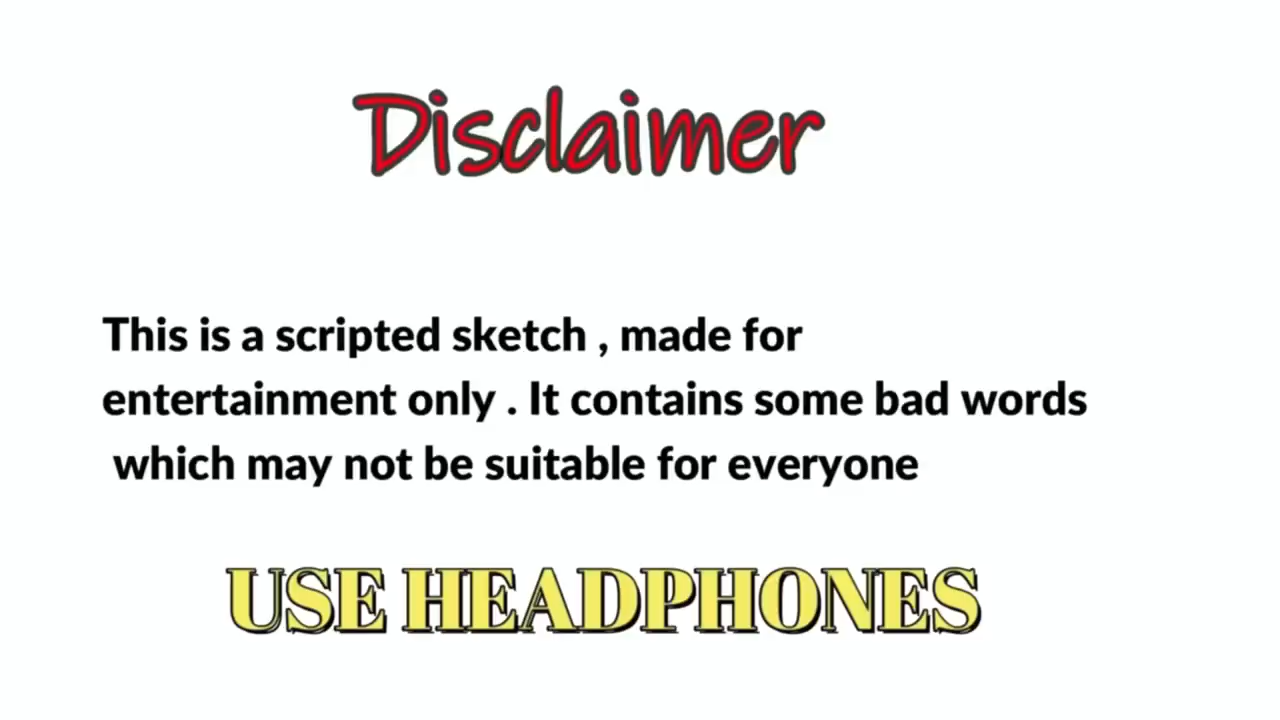 Disclaimer
This is a scripted sketch , made for
entertainment only . It contains some bad words
which may not be suitable for everyone
USE HEADPHONES